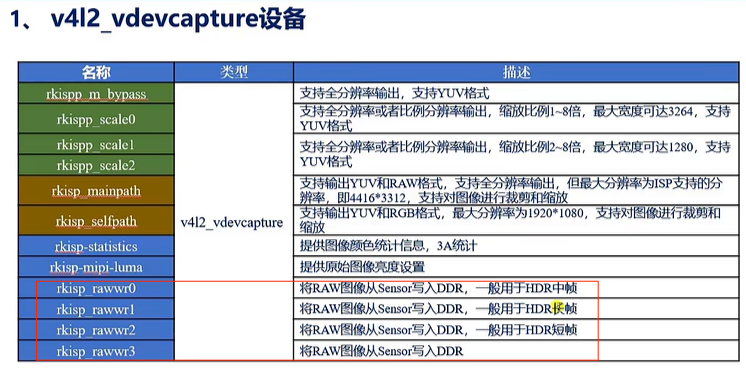 1、 v4l2_vdevcapture设备
名称 类型 描述
rkispp_m_bypass 支持全分辨率输出，支持YUV格式
rkispp_scale0 支持全分辨率或者比例分辨率输出，缩放比例1~8倍，最大宽度可达3264，支持
YUV格式
rkispp_scale1 支持全分辨率或者比例分辨率输出，缩放比例2~8倍，最大宽度可达1280，支持
rkispp_scale2 YUV格式
rkisp_mainpath 支持输出YUV和RAW格式，支持全分辨率输出，但最大分辨率为ISP支持的分
辨率，即4416*3312，支持对图像进行裁剪和缩放
rkisp_selfpath 支持输出YUV和RGB格式，最大分辨率为1920*1080，支持对图像进行裁剪和
缩放
v4l2_vdevcapture
rkisp-statistics 提供图像颜色统计信息，3A统计
rkisp-mipi-luma 提供原始图像亮度设置
rkisp_rawwr0 将RAW图像从Sensor写入DDR，一般用于HDR中帧
rkisp_rawwr1 将RAW图像从Sensor写入DDR，一般用于HDR长帧
rkisp_rawwr2 将RAW图像从Sensor写入DDR，一般用于HDR短帧
rkisp_rawwr3 将RAW图像从Sensor写入DDR